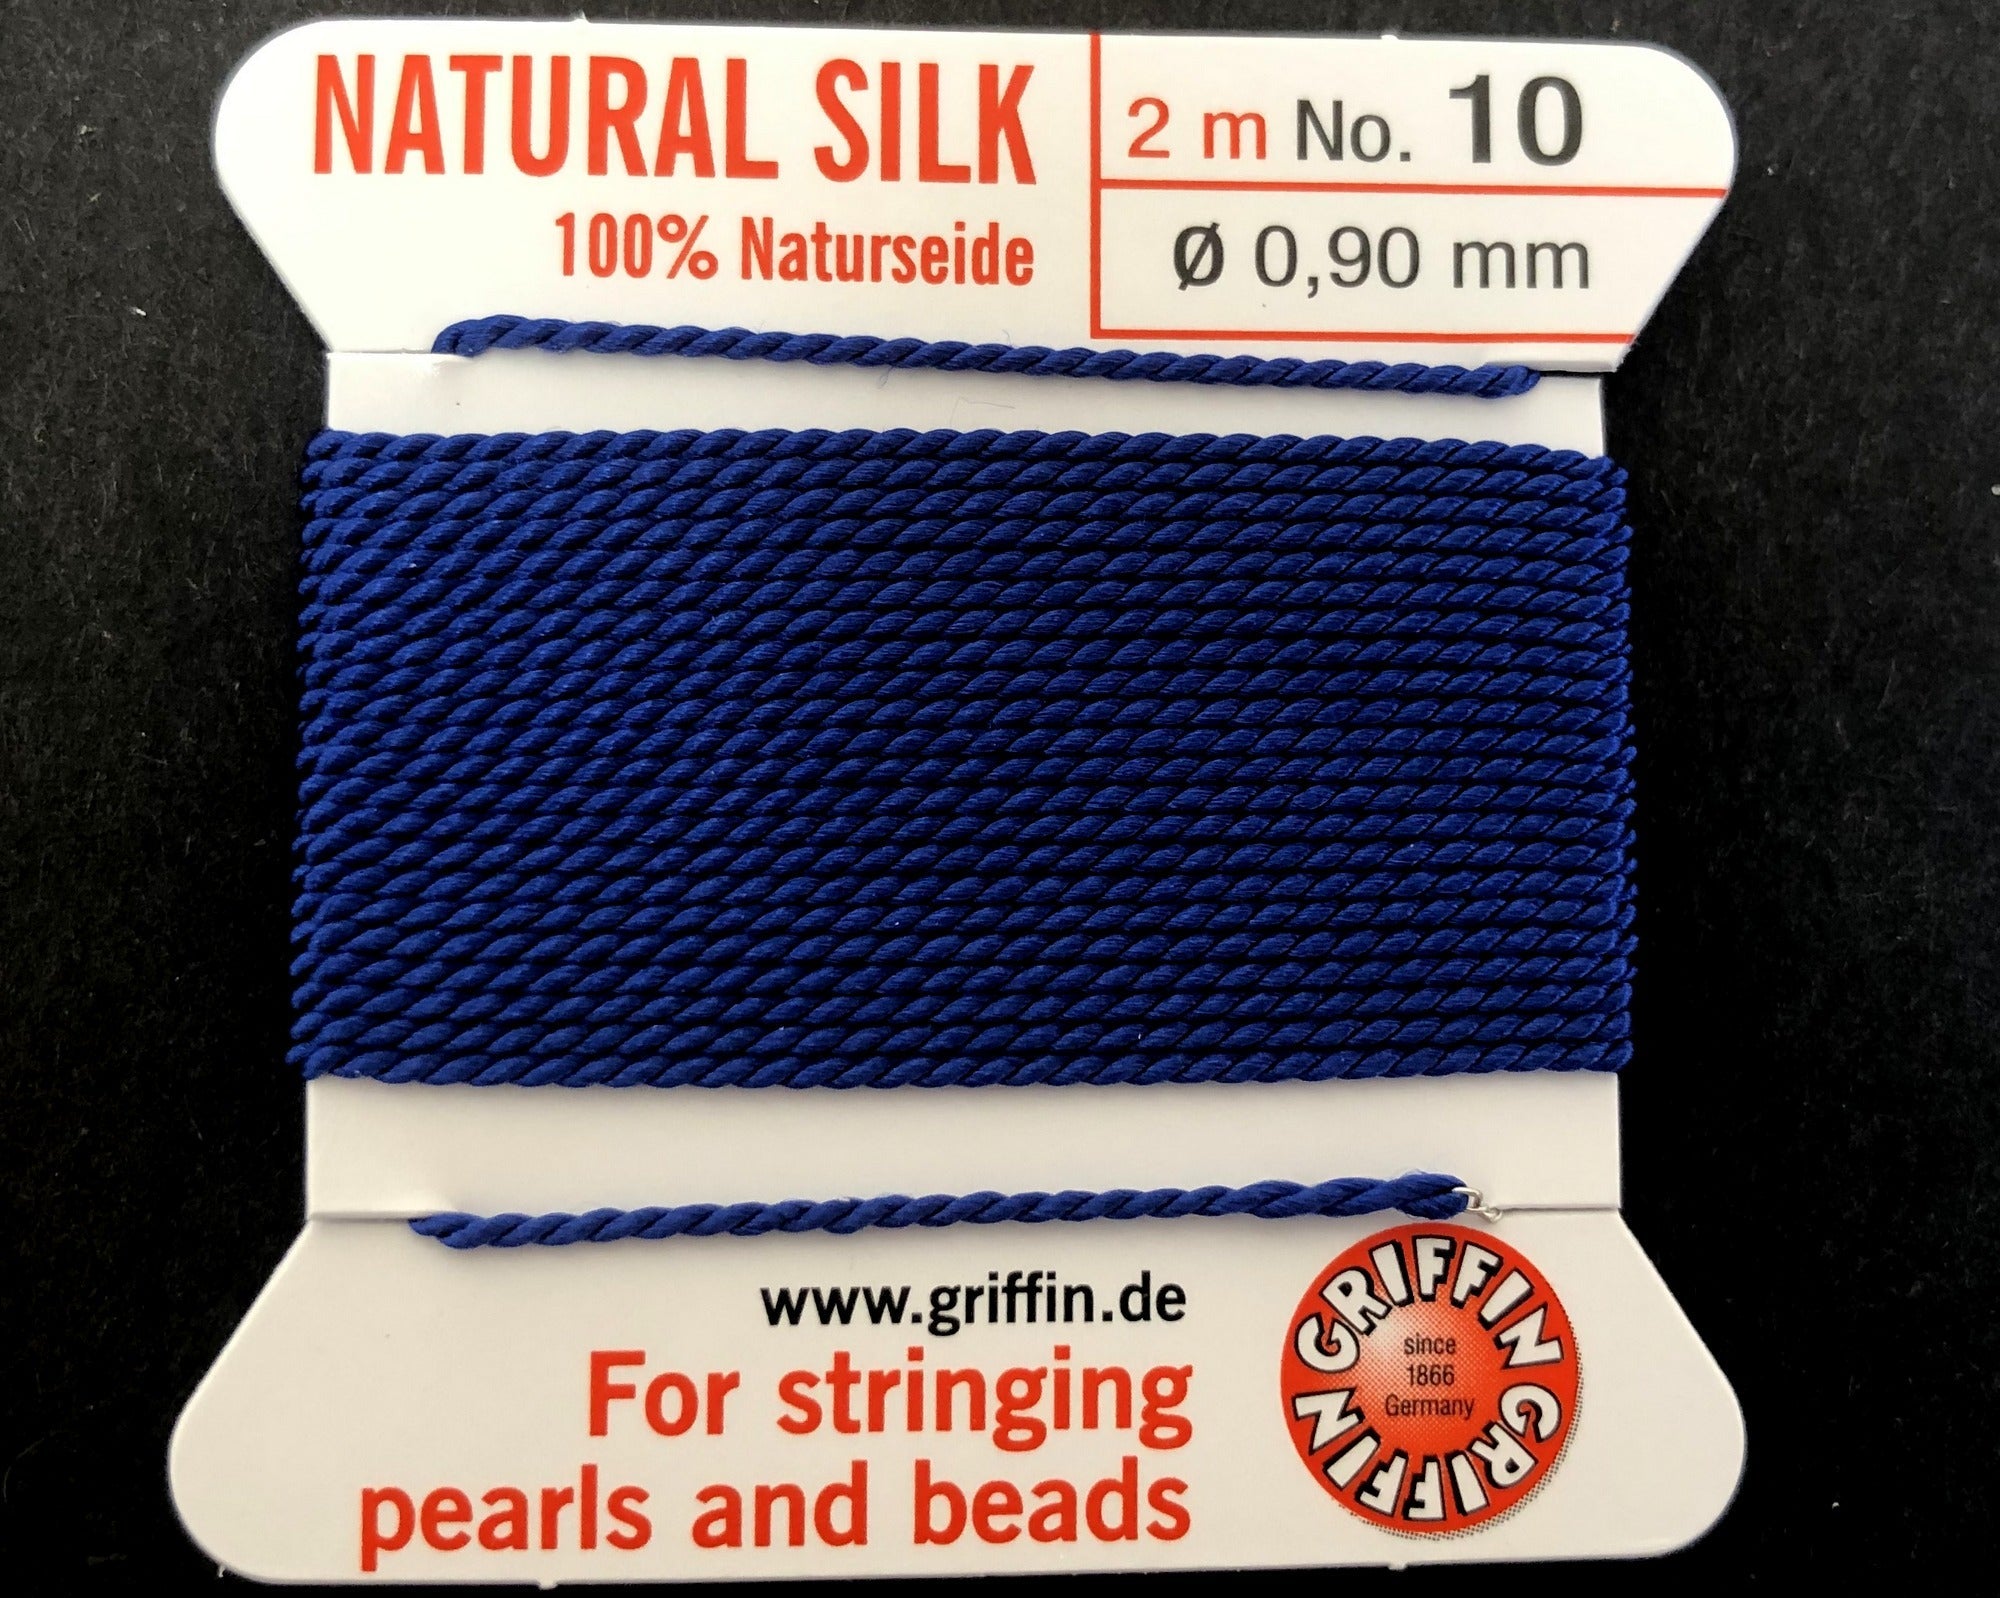 NATURAL SILK
100% Naturseide
2 m No. 10
Ø 0,90 mm
www.griffin.de
For stringing
pearls and beads
GRIFFIN GRIFFIN GRIFFIN
since
1866
Germany